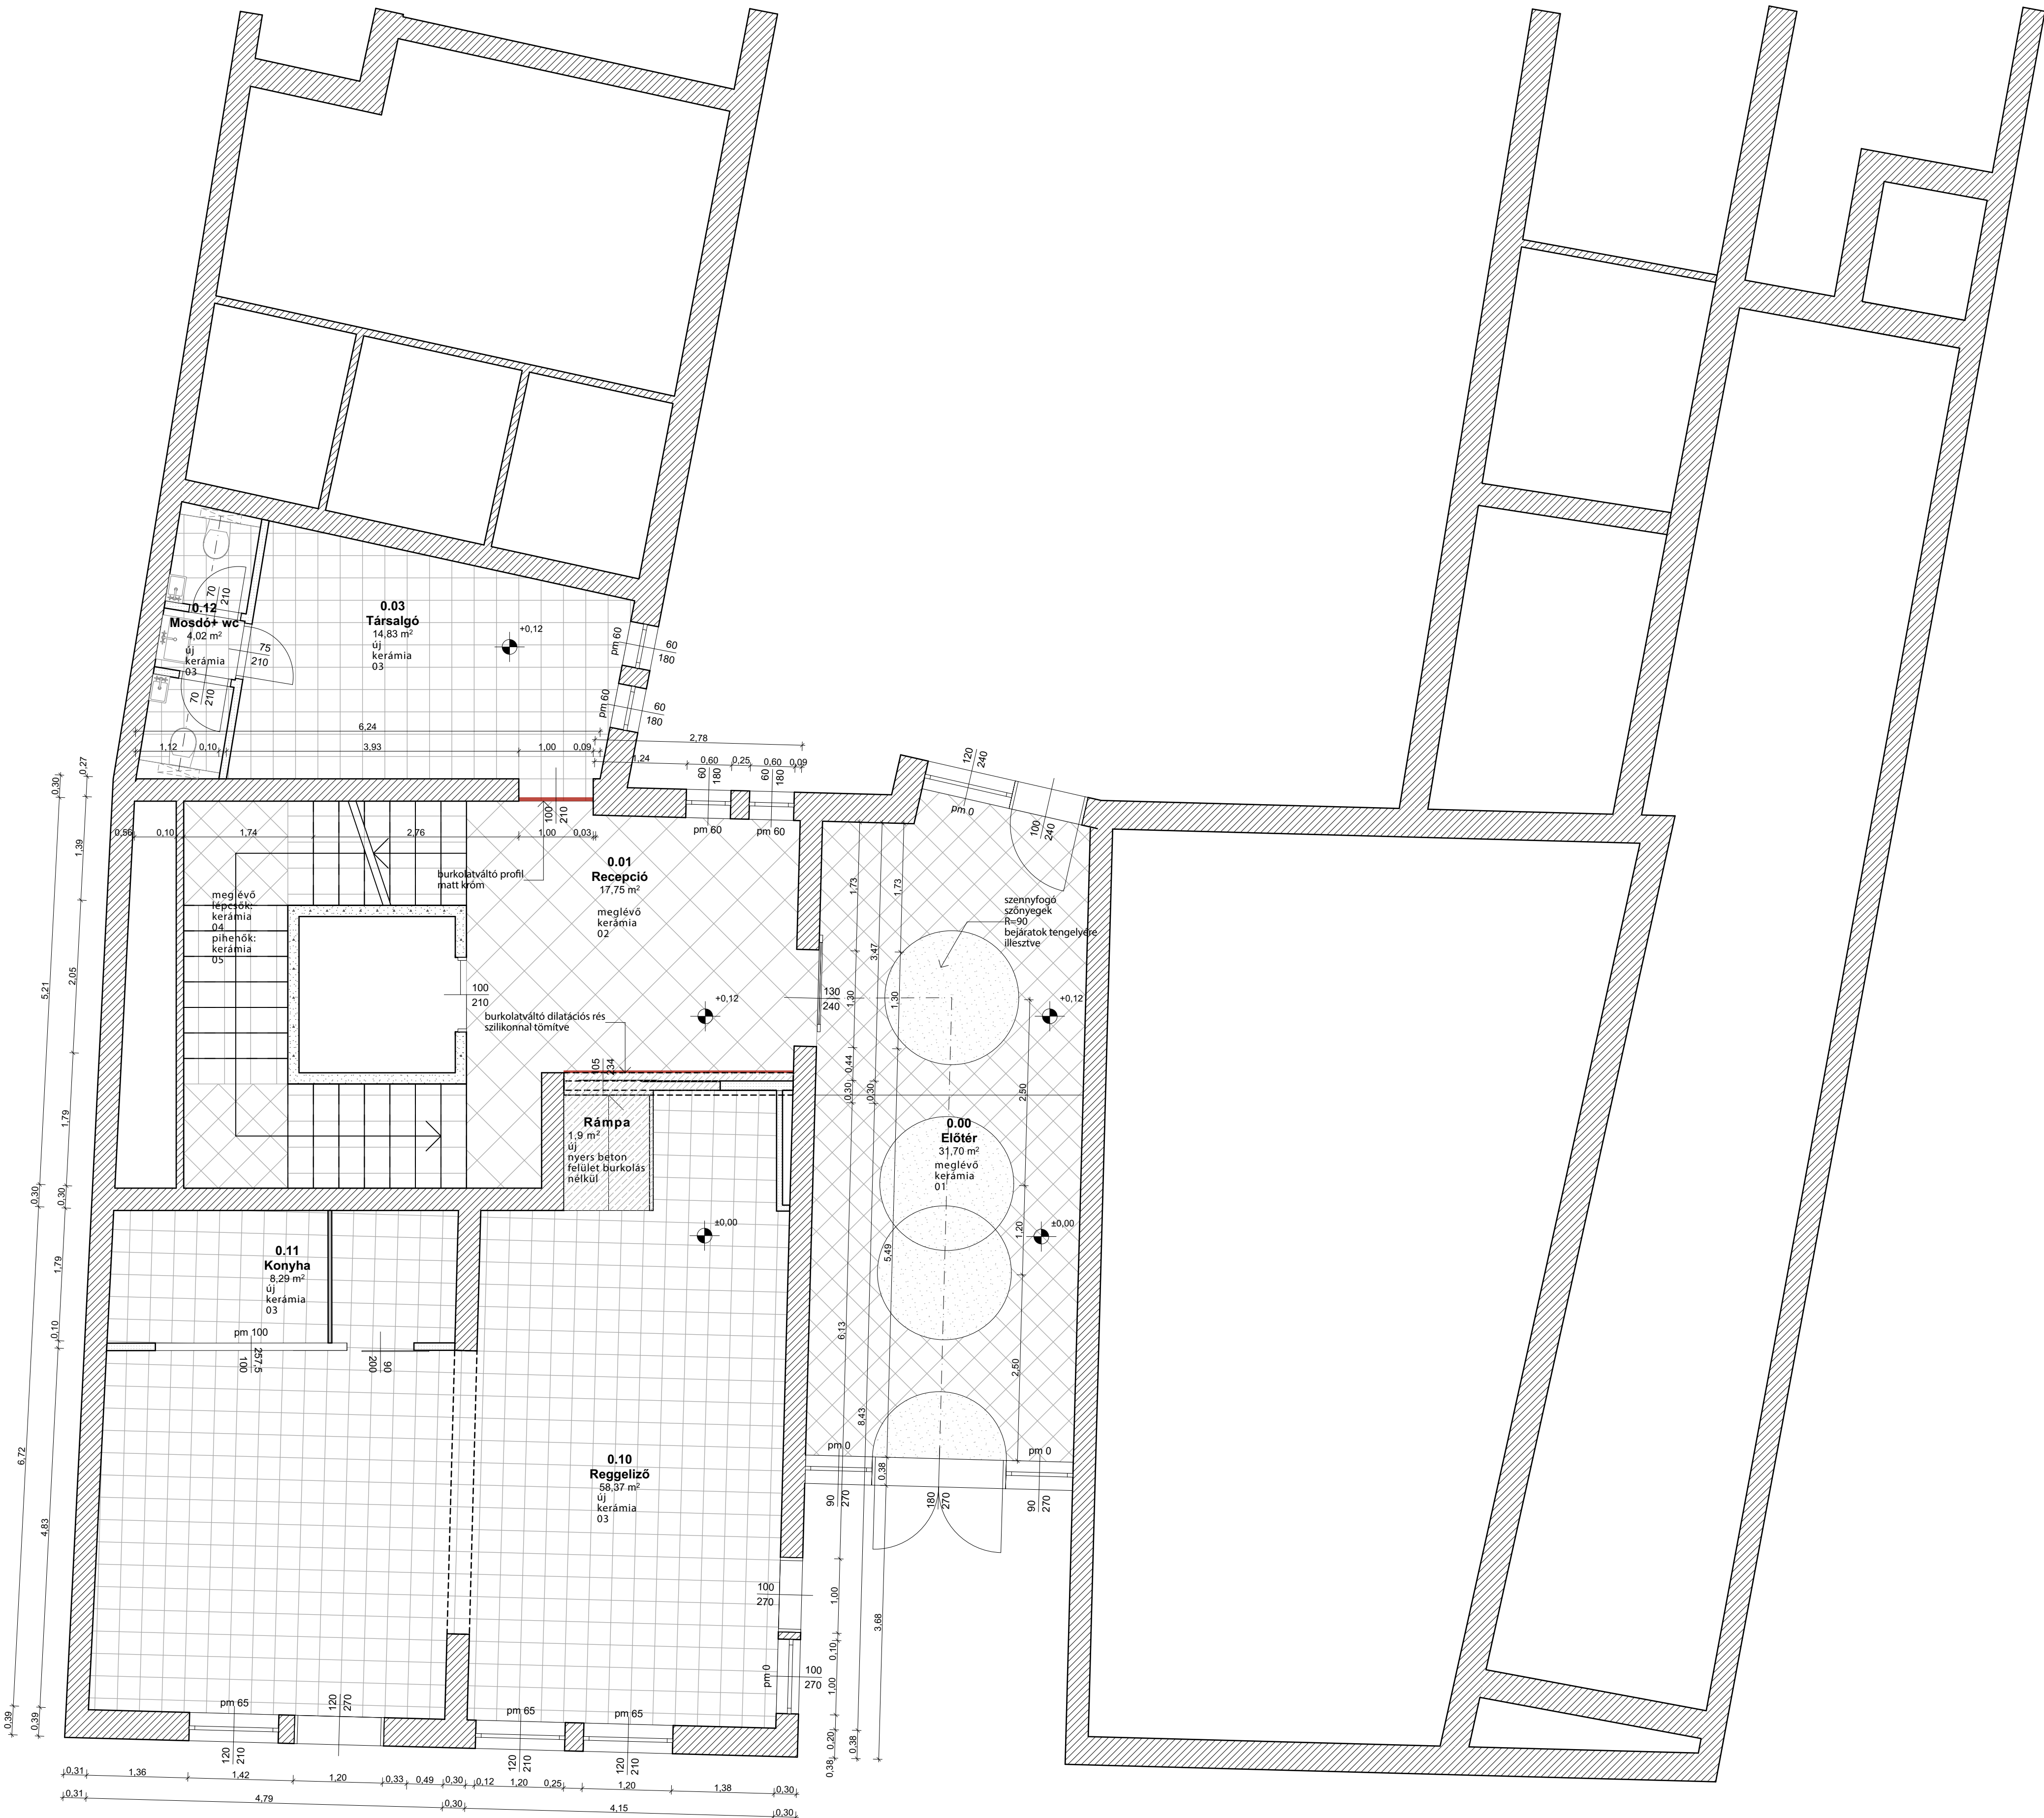 0.12
Mosdó+ wc
4,02 m²
új
kerámia
03
70
210
75
210
70
210
0.03
Társalgó
14,83 m²
új
kerámia
03
+0,12
pm 60
60
180
pm 60
60
180
6,24
1,12
0,10
3,93
1,00
0,09
2,78
1,24
0,60
0,25
0,60
0,09
60
180
60
180
pm 60
pm 60
100
210
0,56
0,10
1,74
2,76
1,00
0,03
120
240
pm 0
100
240
0,30
0,27
1,39
5,21
2,05
1,79
0,30
0,30
meglévő
lépcsők:
kerámia
04
pihenők:
kerámia
05
burkolatváltó profil
matt króm
0.01
Recepció
17,75 m²
meglévő
kerámia
02
+0,12
100
210
burkolatváltó dilatációs rés
szilikonnal tömítve
105
234
130
240
szennyfogó
szőnyegek
R=90
bejáratok tengelyére
illesztve
+0,12
1,73
1,73
3,47
1,30
1,30
0,44
0,30
0,30
2,50
Rámpa
1,9 m²
új
nyers beton
felület burkolás
nélkül
0.00
Előtér
31,70 m²
meglévő
kerámia
01
±0,00
±0,00
1,20
5,49
6,13
2,50
8,43
0.11
Konyha
8,29 m²
új
kerámia
03
pm 100
100
257,5
200
90
1,79
0,10
6,72
4,83
0,39
0,39
0.10
Reggeliző
58,37 m²
új
kerámia
03
pm 0
pm 0
0,38
90
270
180
270
90
270
100
270
1,00
3,68
0,10
pm 0
100
270
1,00
0,20
0,38
0,38
pm 65
120
270
pm 65
pm 65
120
210
120
210
120
210
0,31
1,36
1,42
1,20
0,33
0,49
0,30
0,12
1,20
0,25
1,20
1,38
0,30
0,31
4,79
0,30
4,15
0,30